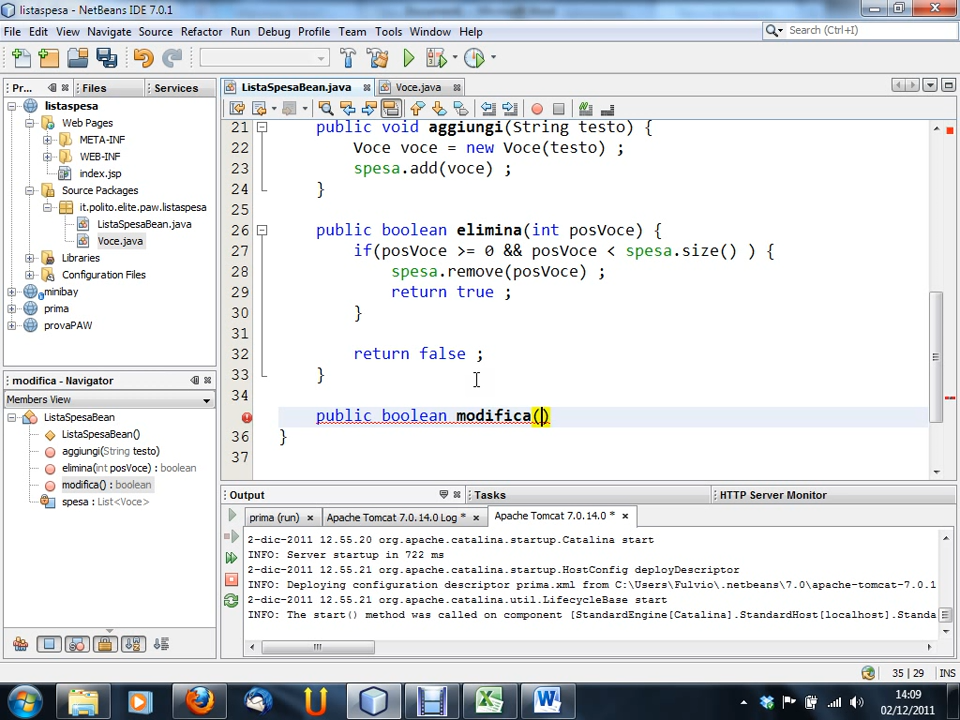 listaspesa - NetBeans IDE 7.0.1
File Edit View Navigate Source Refactor Run Debug Profile Team Tools Window Help
Search (Ctrl+I)
Pr... Files Services
listaspesa
Web Pages
META-INF
WEB-INF
index.jsp
Source Packages
it.polito.elite.paw.listaspesa
ListaSpesaBean.java
Voce.java
Libraries
Configuration Files
minibay
prima
provaPAW
modifica - Navigator
Members View
ListaSpesaBean
ListaSpesaBean()
aggiungi(String testo)
elimina(int posVoce) : boolean
modifica() : boolean
spesa : List<Voce>
ListaSpesaBean.java Voce.java
21 public void aggiungi(String testo) {
22 Voce voce = new Voce(testo) ;
23 spesa.add(voce) ;
24 }
25
26 public boolean elimina(int posVoce) {
27 if(posVoce >= 0 && posVoce < spesa.size() ) {
28 spesa.remove(posVoce) ;
29 return true ;
30 }
31
32 return false ;
33 }
34
public boolean modifica()
36 }
37
Output Tasks HTTP Server Monitor
prima (run) Apache Tomcat 7.0.14.0 Log * Apache Tomcat 7.0.14.0 *
2-dic-2011 12.55.20 org.apache.catalina.startup.Catalina start
INFO: Server startup in 722 ms
2-dic-2011 12.55.21 org.apache.catalina.startup.HostConfig deployDescriptor
INFO: Deploying configuration descriptor prima.xml from C:\Users\Fulvio\.netbeans\7.0\apache-tomcat-7.0.1
2-dic-2011 12.55.21 org.apache.catalina.util.LifecycleBase start
INFO: The start() method was called on component [StandardEngine[Catalina].StandardHost[localhost].Standa
35 | 29 INS
14:09
02/12/2011